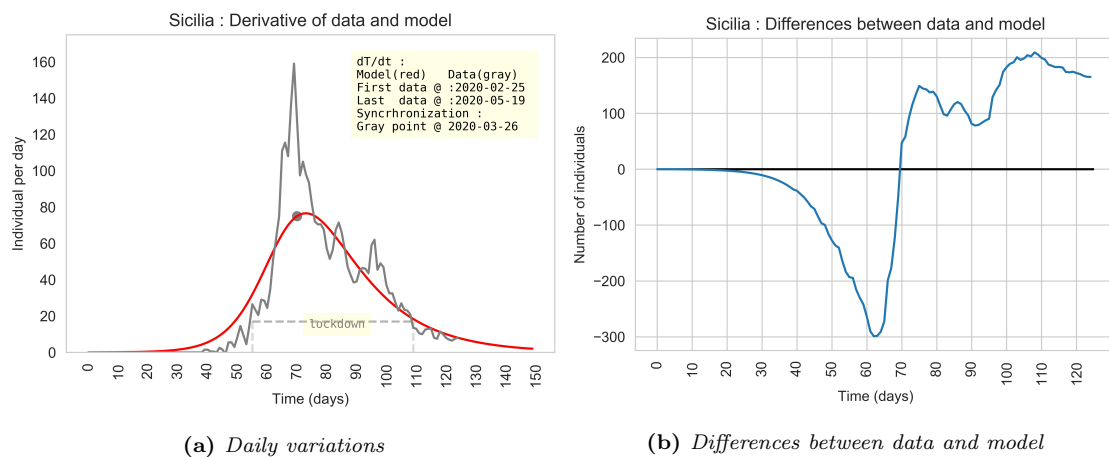 Sicilia : Derivative of data and model
160
140
120
100
80
60
40
20
0
Individual per day
dT/dt :
Model(red)   Data(gray)
First data @ :2020-02-25
Last  data @ :2020-05-19
Syncrhronization :
Gray point @ 2020-03-26
lockdown
0 10 20 30 40 50 60 70 80 90 100 110 120 130 140 150
Time (days)
(a) Daily variations
Sicilia : Differences between data and model
200
100
0
−100
−200
−300
Number of individuals
0 10 20 30 40 50 60 70 80 90 100 110 120
Time (days)
(b) Differences between data and model